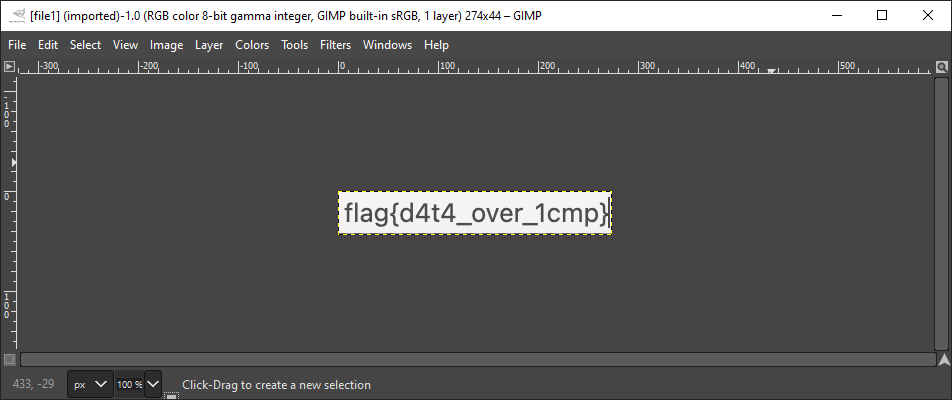 [file1] (imported)-1.0 (RGB color 8-bit gamma integer, GIMP built-in sRGB, 1 layer) 274x44 – GIMP
File Edit Select View Image Layer Colors Tools Filters Windows Help
-300 -200 -100 0 100 200 300 400 500
-100
0
100
flag{d4t4_over_1cmp}
433, -29 px 100 % Click-Drag to create a new selection